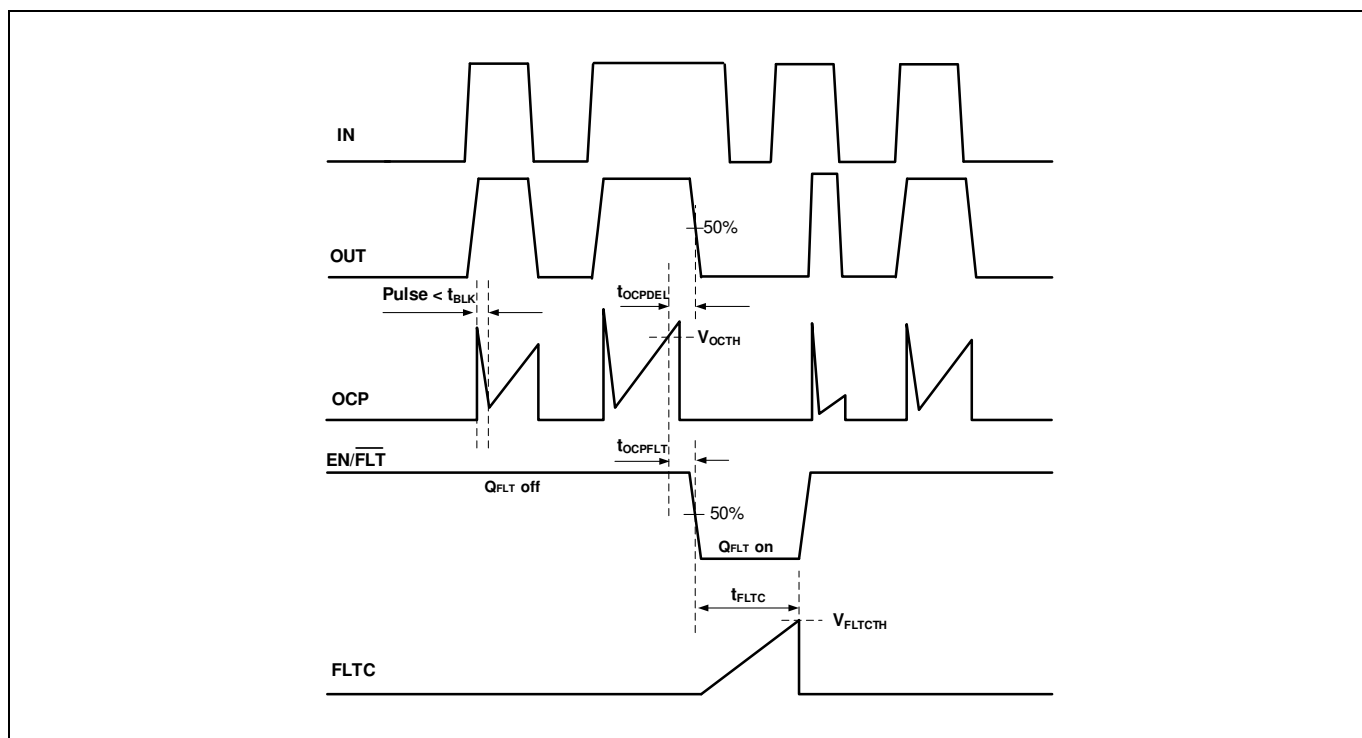 IN
OUT
50%
Pulse < tBLK
tOCPDEL
VOCTH
OCP
tOCPFLT
EN/FLT
QFLT off
50%
QFLT on
tFLTC
VFLTCTH
FLTC